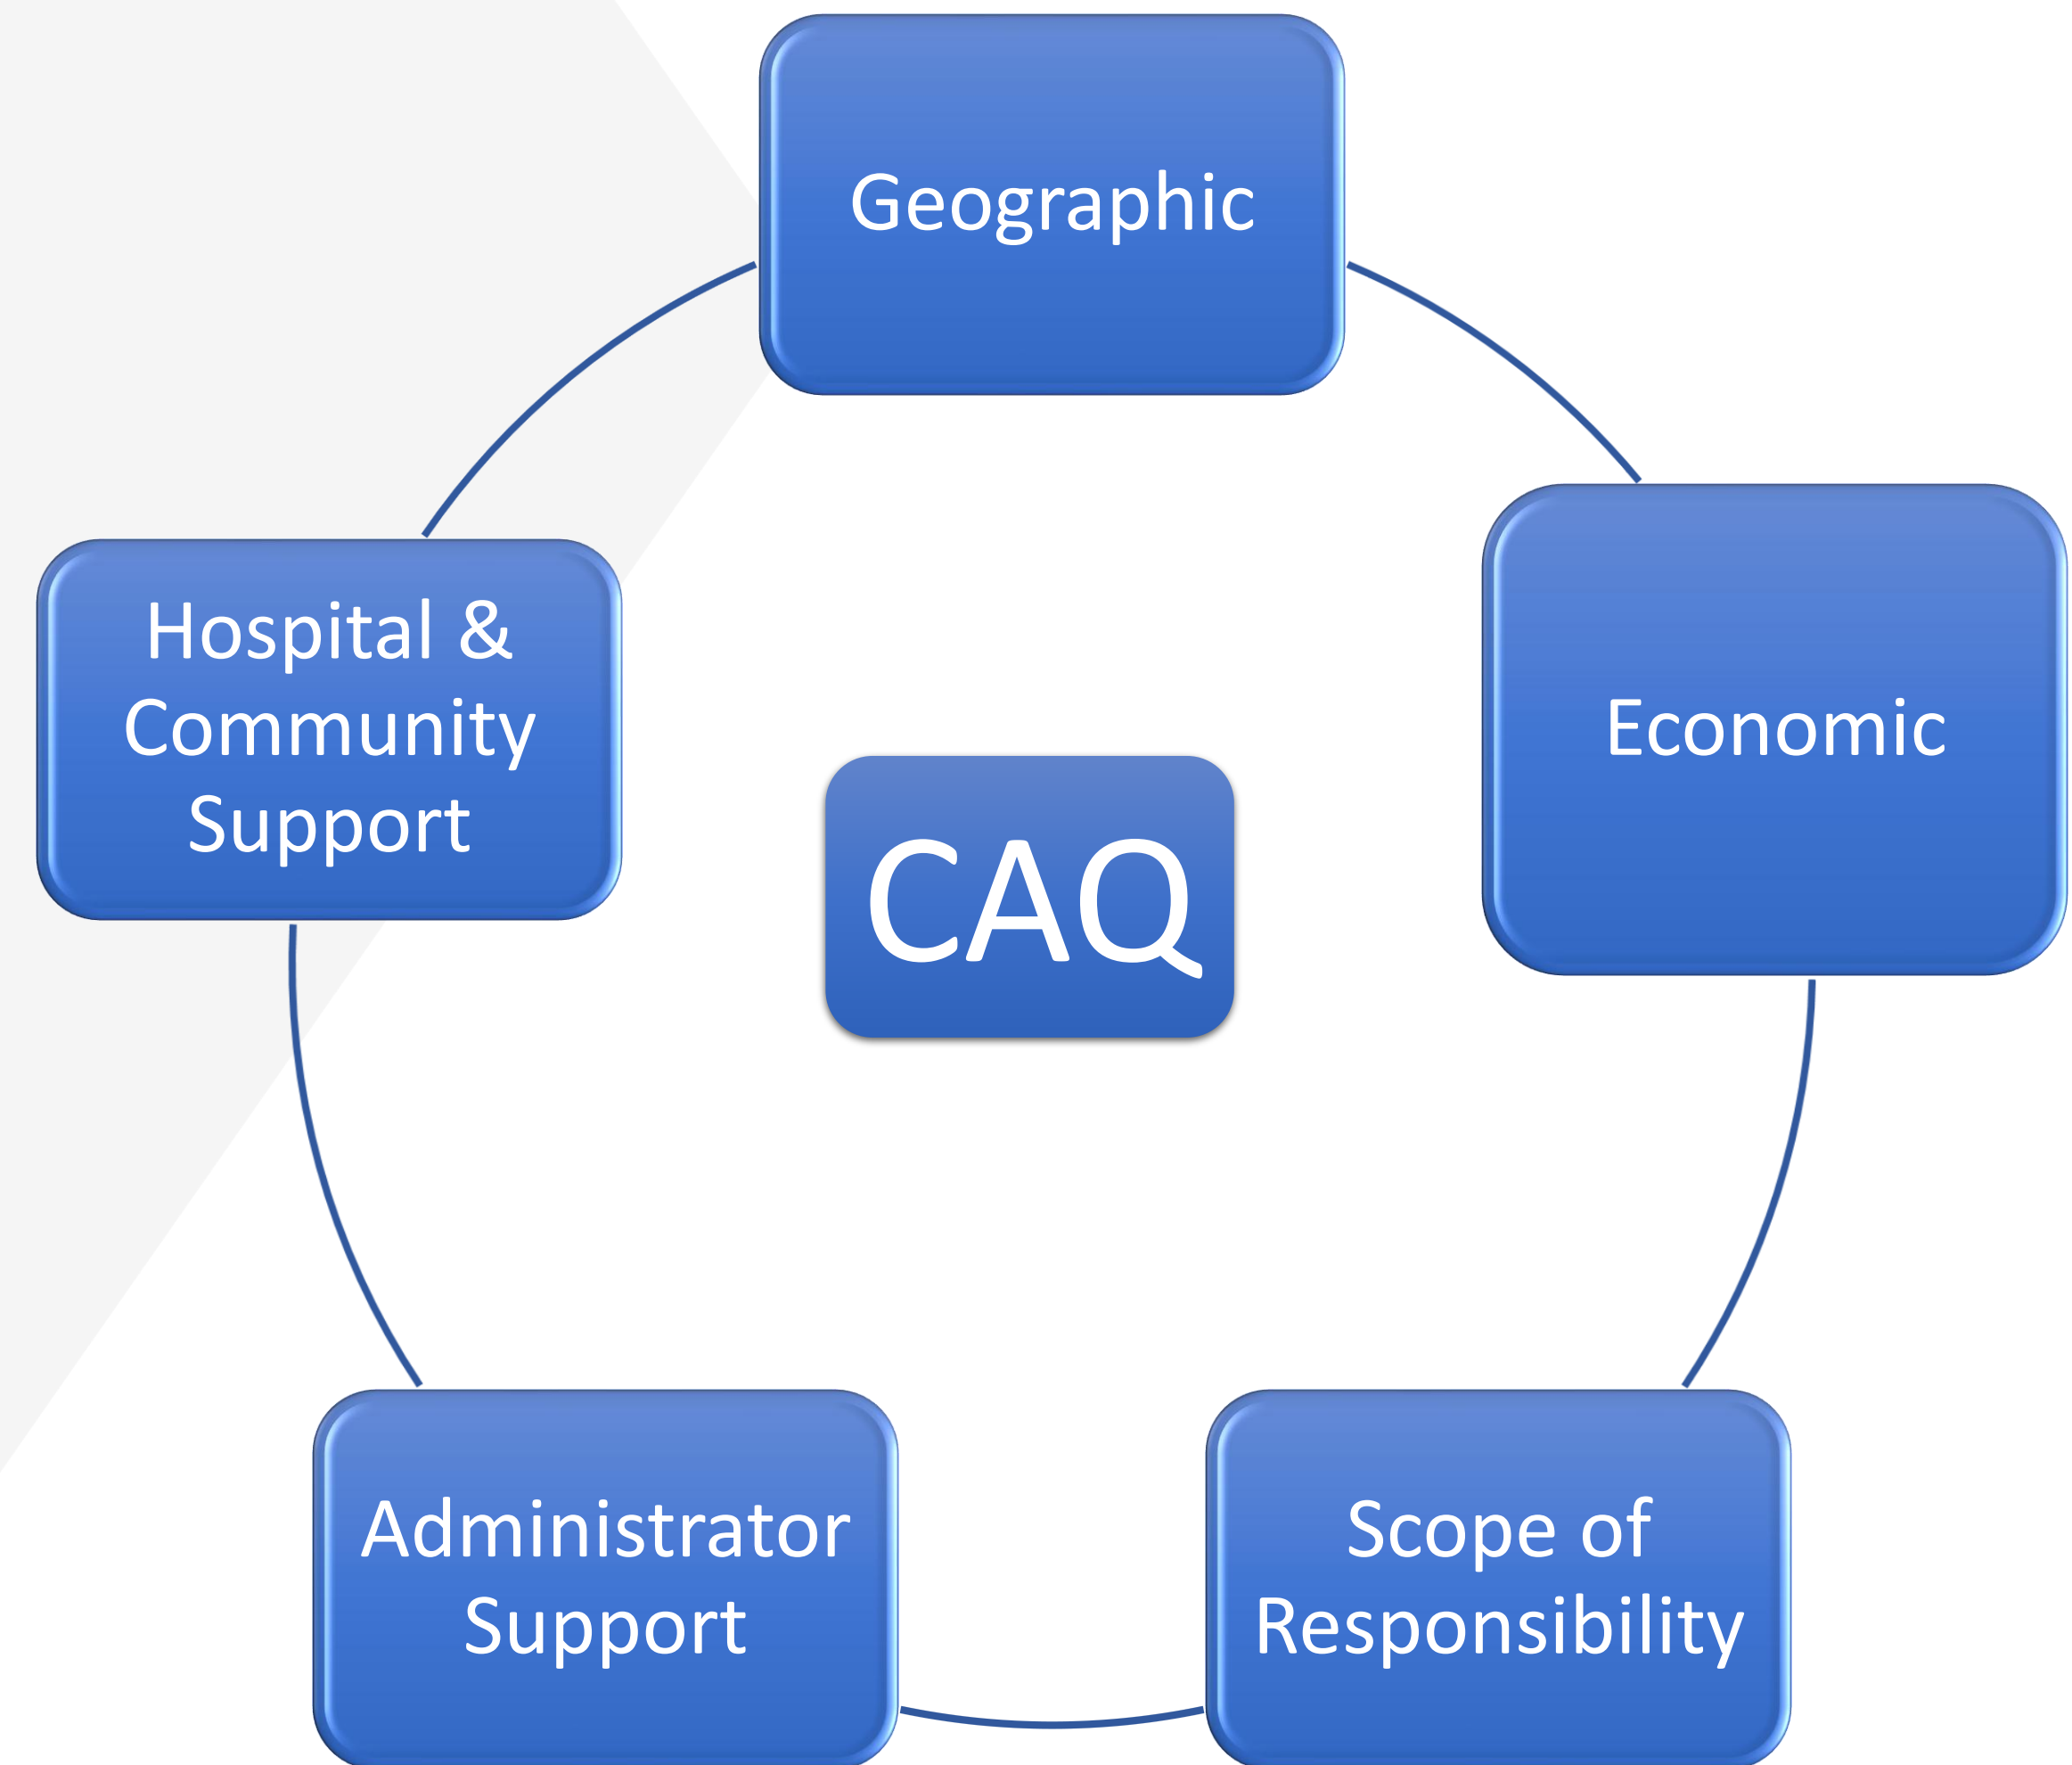 Geographic
Economic
Scope of
Responsibility
Administrator
Support
Hospital &
Community
Support
CAQ